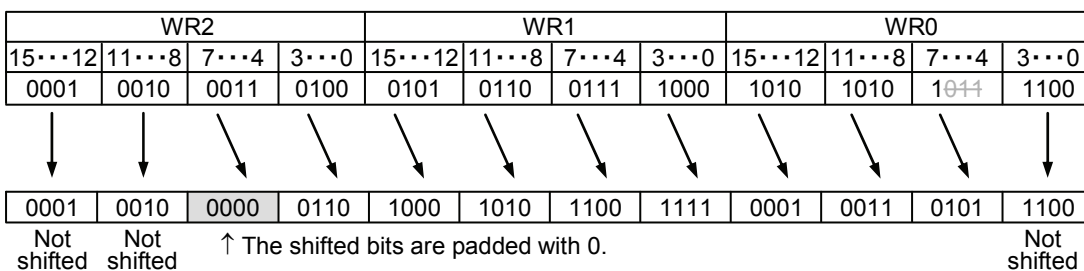 WR2 WR1 WR0
15···12 11···8 7···4 3···0 15···12 11···8 7···4 3···0 15···12 11···8 7···4 3···0
0001 0010 0011 0100 0101 0110 0111 1000 1010 1010 1011 1100
0001 0010 0000 0110 1000 1010 1100 1111 0001 0011 0101 1100
Not Not ↑ The shifted bits are padded with 0. Not
shifted shifted shifted